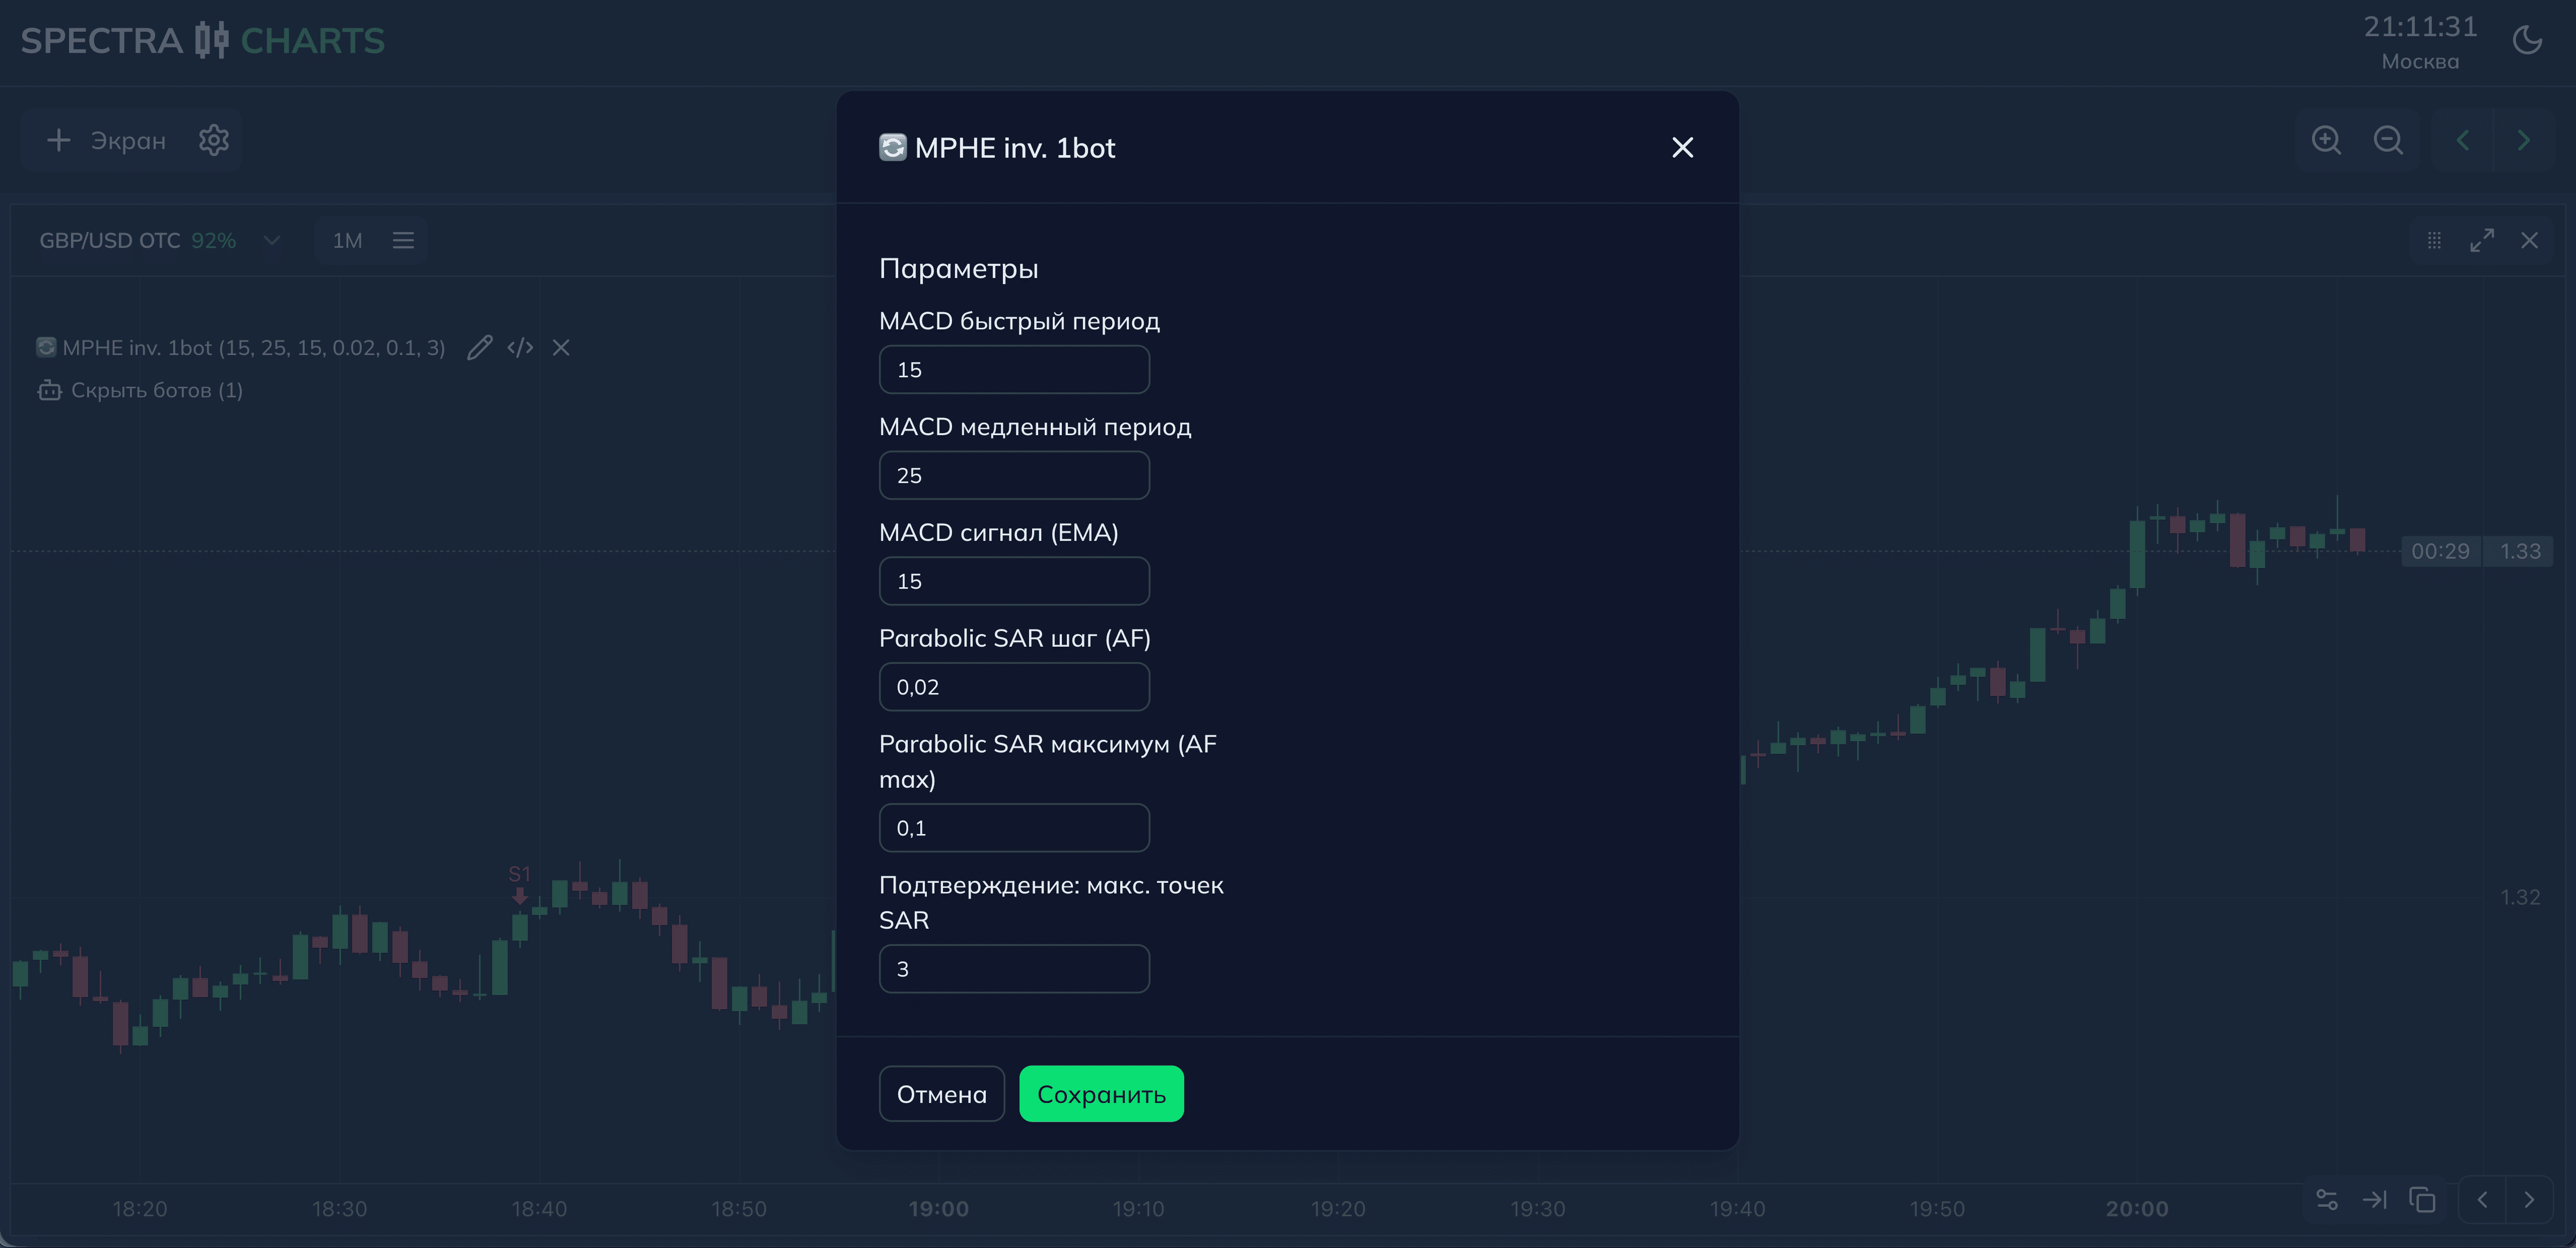 SPECTRA CHARTS
21:11:31
Москва
Экран
MPHE inv. 1bot
GBP/USD OTC 92%
1M
Параметры
MACD быстрый период
15
MACD медленный период
25
MACD сигнал (EMA)
15
Parabolic SAR шаг (AF)
0,02
Parabolic SAR максимум (AF
max)
0,1
Подтверждение: макс. точек
SAR
3
Отмена
Сохранить
MPHE inv. 1bot (15, 25, 15, 0.02, 0.1, 3)
Скрыть ботов (1)
S1
00:29 1.33
1.32
18:20 18:30 18:40 18:50 19:00 19:10 19:20 19:30 19:40 19:50 20:00